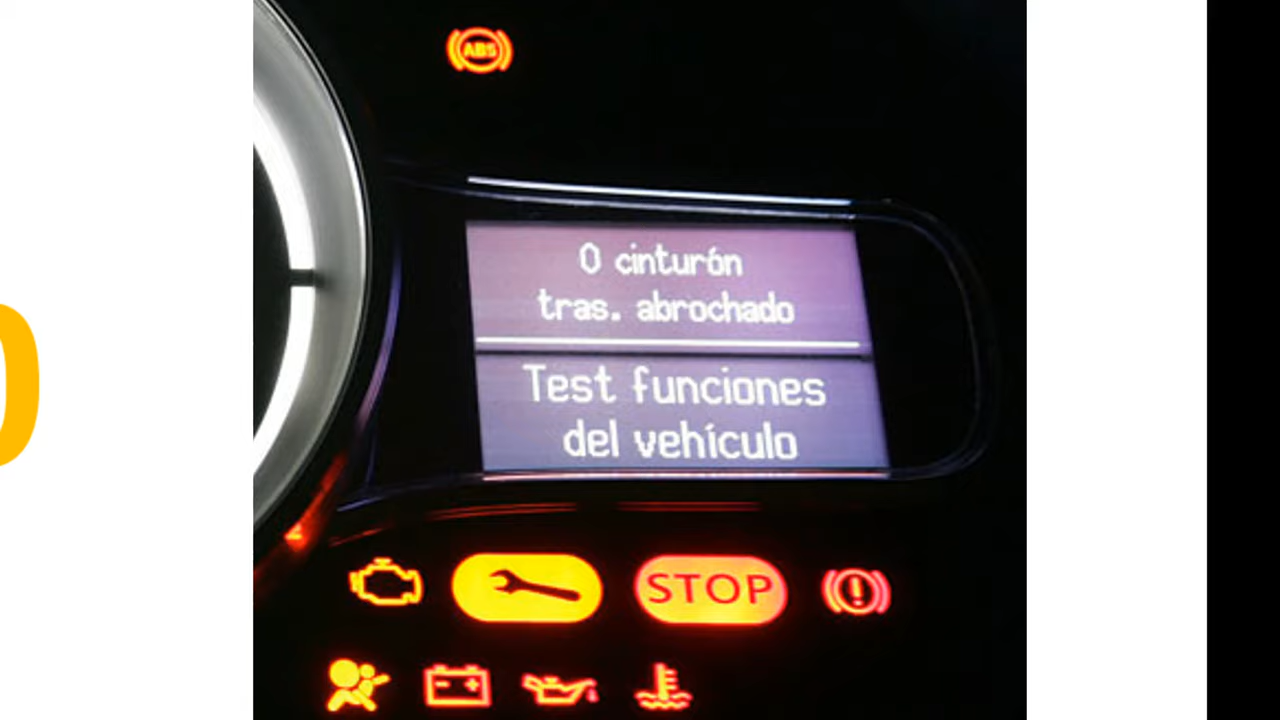 ABS
0 cinturón
tras. abrochado
Test funciones
del vehículo
STOP